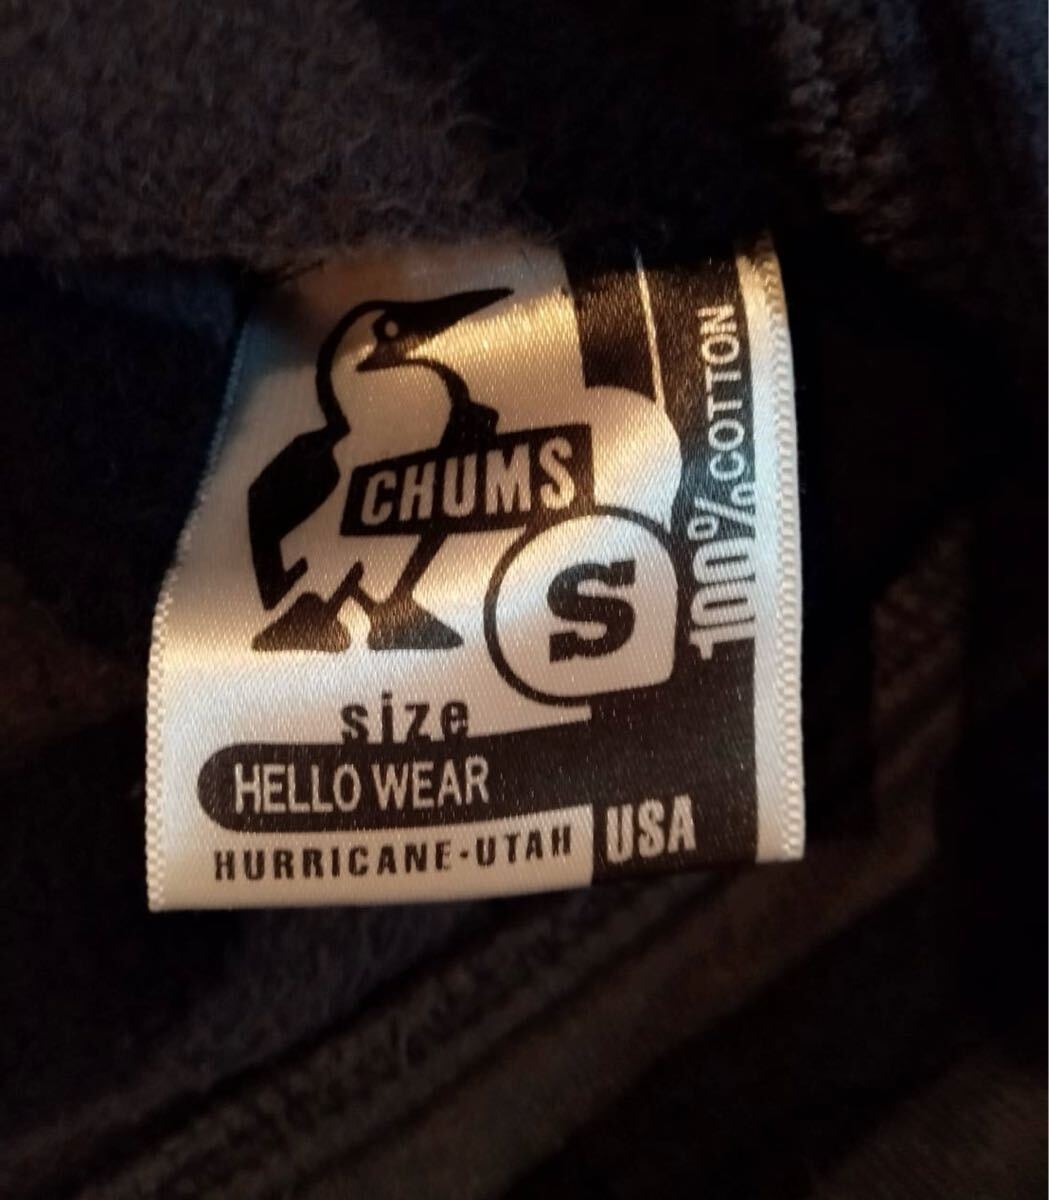 CHUMS
S
size
HELLO WEAR
HURRICANE·UTAH
USA
100% COTTON